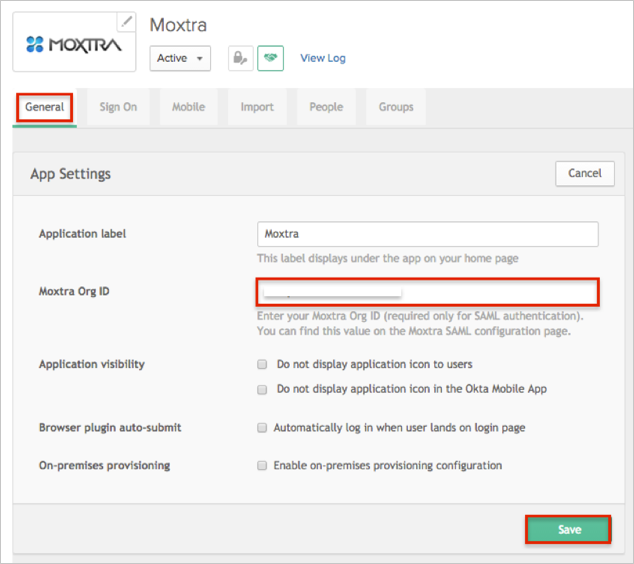 MOXTRA
Moxtra
Active
View Log
General
Sign On
Mobile
Import
People
Groups
App Settings
Cancel
Application label
Moxtra
This label displays under the app on your home page
Moxtra Org ID
Enter your Moxtra Org ID (required only for SAML authentication).
You can find this value on the Moxtra SAML configuration page.
Application visibility
Do not display application icon to users
Do not display application icon in the Okta Mobile App
Browser plugin auto-submit
Automatically log in when user lands on login page
On-premises provisioning
Enable on-premises provisioning configuration
Save